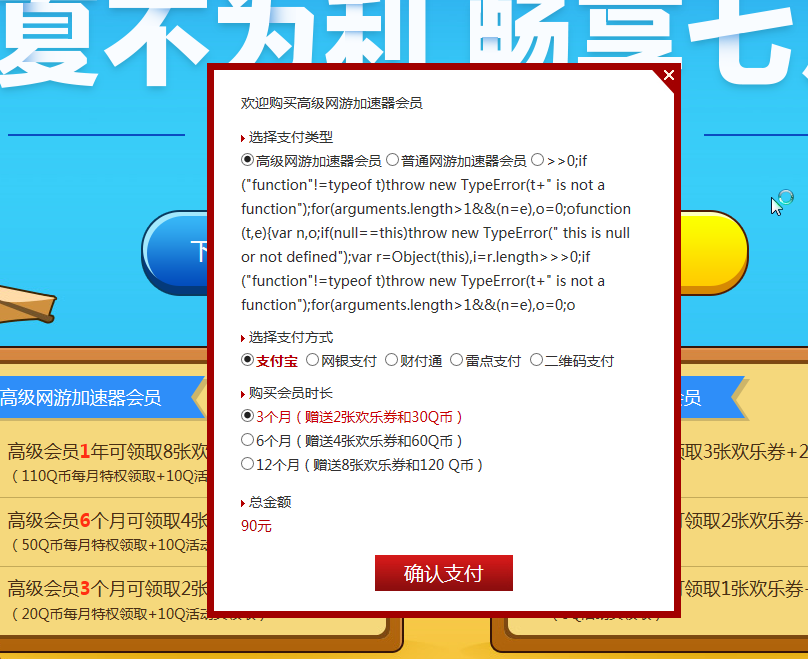 夏不为利 畅享七
欢迎购买高级网游加速器会员
选择支付类型
高级网游加速器会员 普通网游加速器会员 >>0;if
("function"!=typeof t)throw new TypeError(t+" is not a
function");for(arguments.length>1&&(n=e),o=0;ofunction
(t,e){var n,o;if(null==this)throw new TypeError(" this is null
or not defined");var r=Object(this),i=r.length>>>0;if
("function"!=typeof t)throw new TypeError(t+" is not a
function");for(arguments.length>1&&(n=e),o=0;o
选择支付方式
支付宝 网银支付 财付通 雷点支付 二维码支付
购买会员时长
3个月（赠送2张欢乐券和30Q币）
6个月（赠送4张欢乐券和60Q币）
12个月（赠送8张欢乐券和120 Q币）
总金额
90元
确认支付
下
高级网游加速器会员
高级会员1年可领取8张欢
（110Q币每月特权领取+10Q活
高级会员6个月可领取4张
（50Q币每月特权领取+10Q活动
高级会员3个月可领取2张
（20Q币每月特权领取+10Q活动
会员
领取3张欢乐券+2
领取2张欢乐券+
领取1张欢乐券+